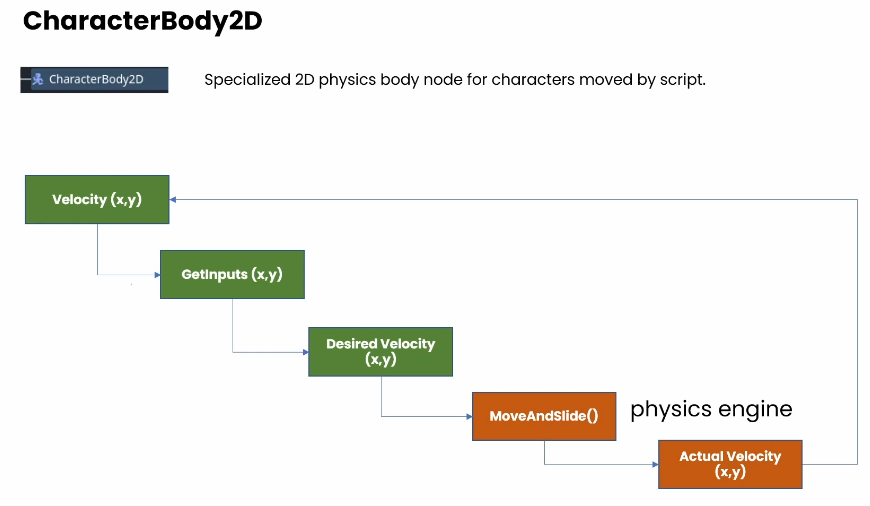 CharacterBody2D
CharacterBody2D
Specialized 2D physics body node for characters moved by script.
Velocity (x,y)
GetInputs (x,y)
Desired Velocity
(x,y)
MoveAndSlide()
physics engine
Actual Velocity
(x,y)